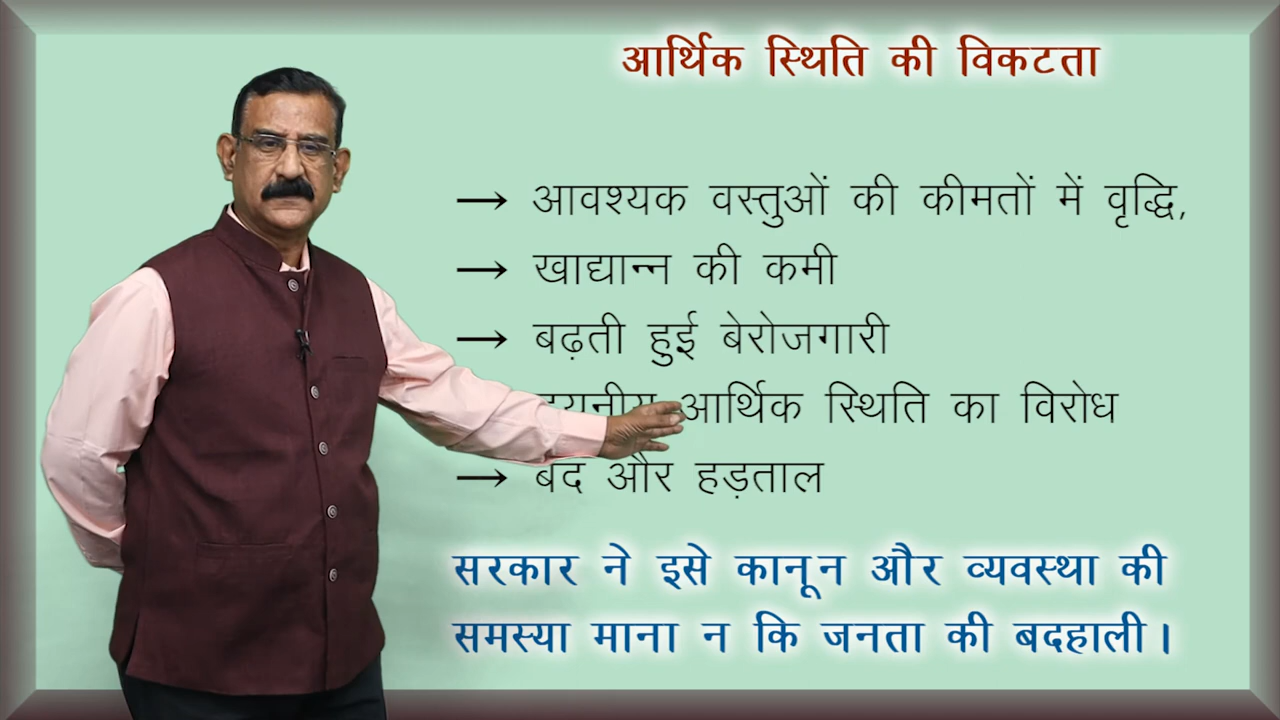 आर्थिक स्थिति की विकटता
→ आवश्यक वस्तुओं की कीमतों में वृद्धि,
→ खाद्यान्न की कमी
→ बढ़ती हुई बेरोजगारी
आर्थिक स्थिति का विरोध
→ और हड़ताल
सरकार ने इसे कानून और व्यवस्था की
समस्या माना न कि जनता की बदहाली।